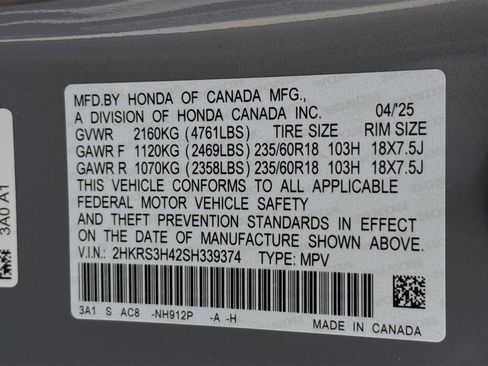 MFD.BY HONDA OF CANADA MFG.,
A DIVISION OF HONDA CANADA INC. 04/'25
GVWR 2160KG (4761LBS) TIRE SIZE RIM SIZE
GAWR F 1120KG (2469LBS) 235/60R18 103H 18X7.5J
GAWR R 1070KG (2358LBS) 235/60R18 103H 18X7.5J
THIS VEHICLE CONFORMS TO ALL APPLICABLE
FEDERAL MOTOR VEHICLE SAFETY
AND THEFT PREVENTION STANDARDS IN EFFECT
ON THE DATE OF MANUFACTURE SHOWN ABOVE.
V.I.N.: 2HKRS3H42SH339374 TYPE: MPV
3A1 S AC8 -NH912P -A -H
MADE IN CANADA
3A0 A1